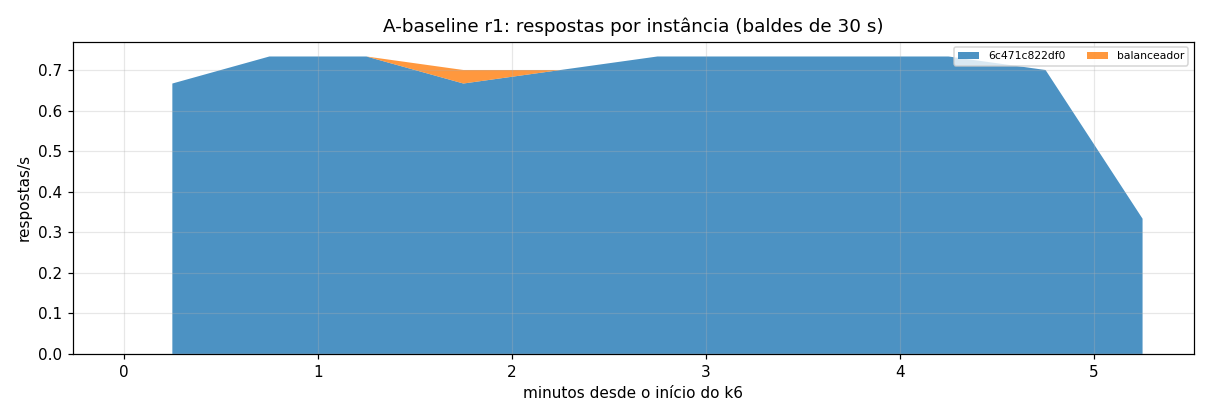 A-baseline r1: respostas por instância (baldes de 30 s)
6c471c822df0 balanceador
respostas/s
0.7
0.6
0.5
0.4
0.3
0.2
0.1
0.0
0 1 2 3 4 5
minutos desde o início do k6